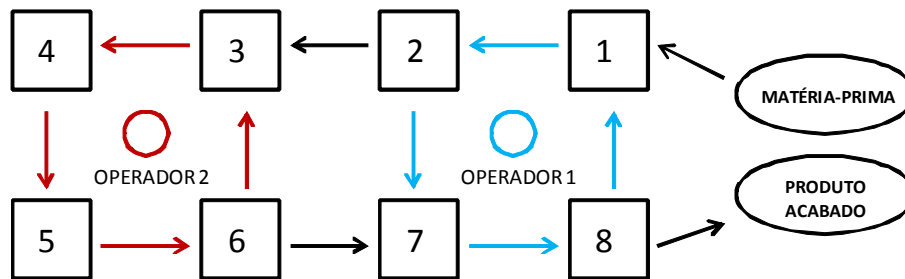 4 3 2 1
MATÉRIA-PRIMA
OPERADOR 2 OPERADOR 1
PRODUTO
ACABADO
5 6 7 8